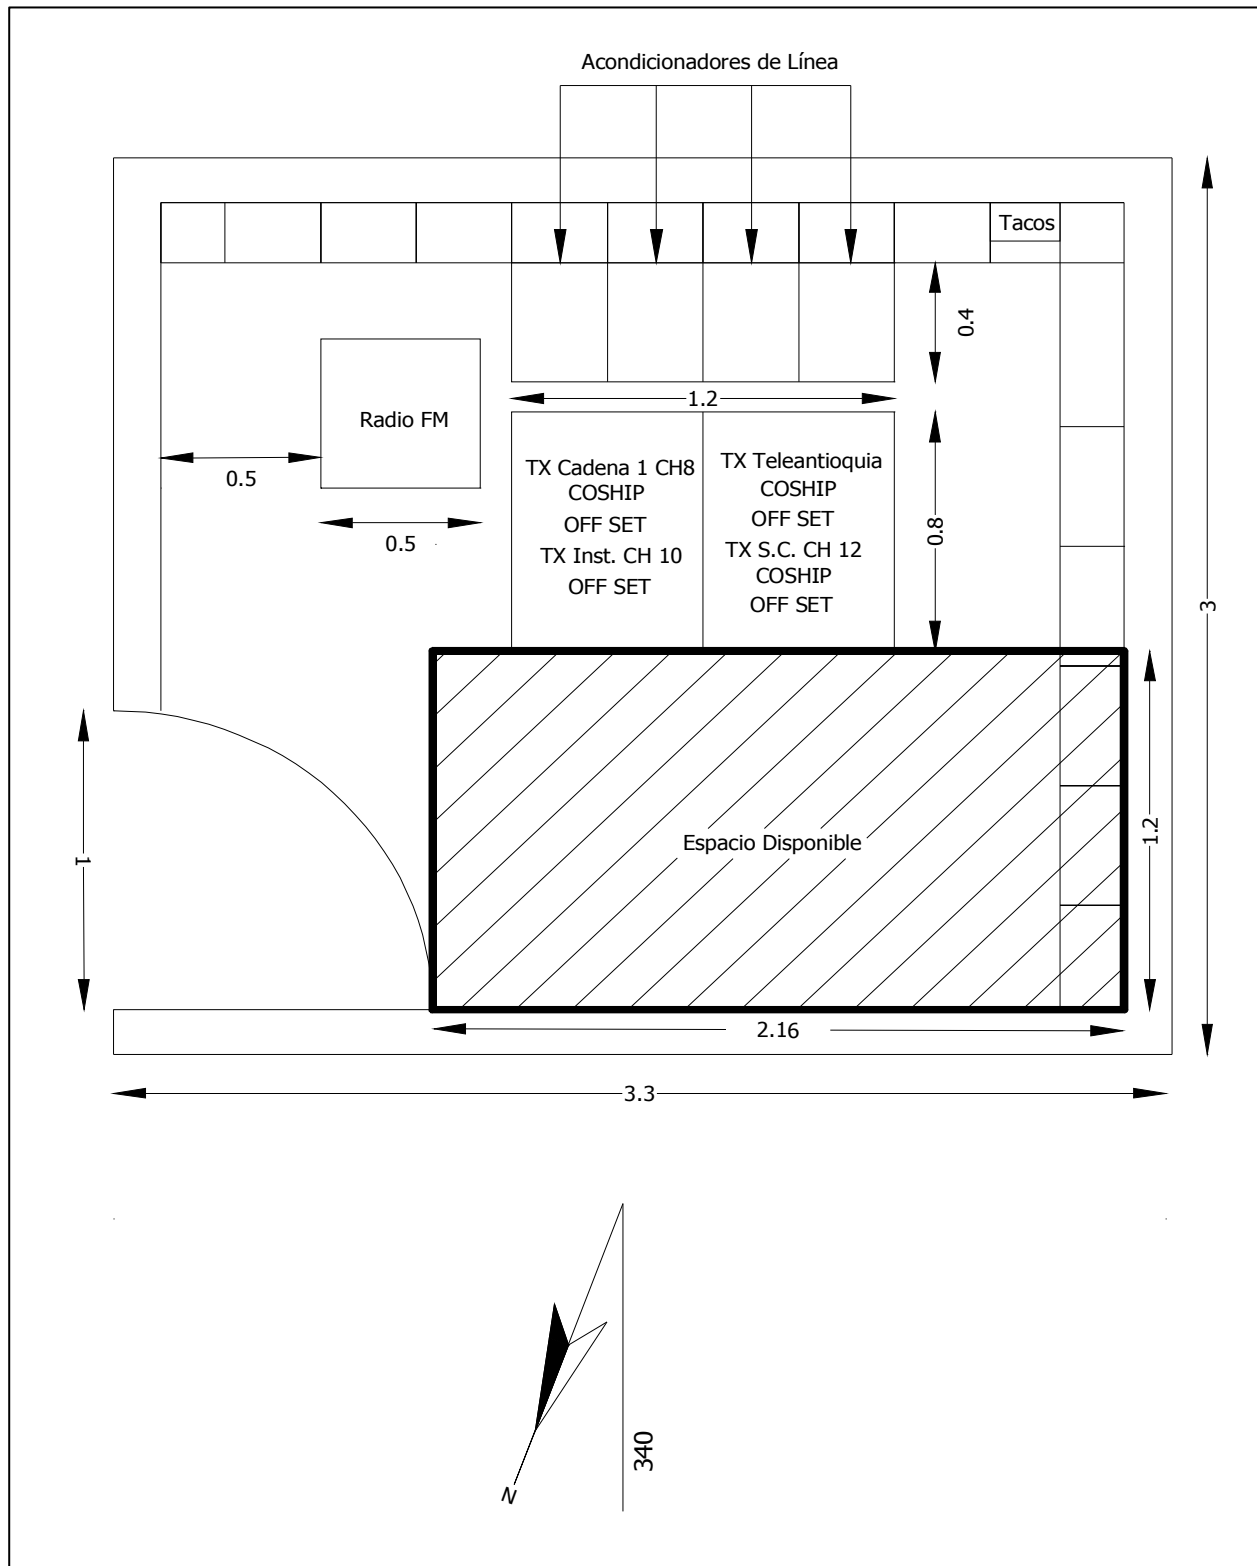 Acondicionadores de Línea
Tacos
0.4
1.2
Radio FM
0.5
0.5
TX Cadena 1 CH8
COSHIP
OFF SET
TX Inst. CH 10
OFF SET
TX Teleantioquia
COSHIP
OFF SET
TX S.C. CH 12
COSHIP
OFF SET
0.8
3
1
Espacio Disponible
1.2
2.16
3.3
340
N